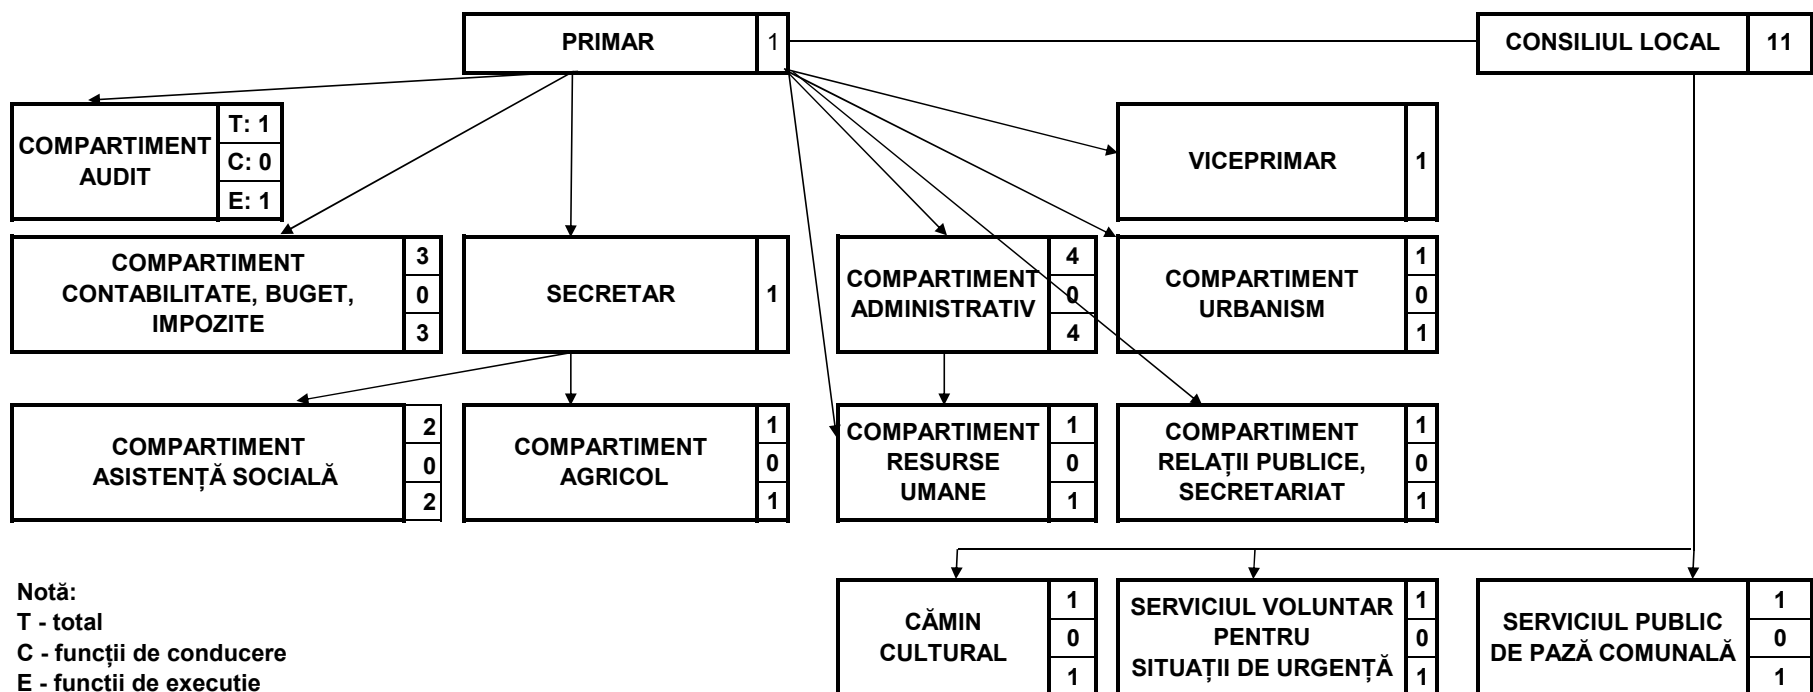 PRIMAR
1
CONSILIUL LOCAL
11
COMPARTIMENT
AUDIT
T: 1
C: 0
E: 1
VICEPRIMAR
1
COMPARTIMENT
CONTABILITATE, BUGET,
IMPOZITE
3
0
3
SECRETAR
1
COMPARTIMENT
ADMINISTRATIV
4
0
4
COMPARTIMENT
URBANISM
1
0
1
COMPARTIMENT
ASISTENȚĂ SOCIALĂ
2
0
2
COMPARTIMENT
AGRICOL
1
0
1
COMPARTIMENT
RESURSE
UMANE
1
0
1
COMPARTIMENT
RELAȚII PUBLICE,
SECRETARIAT
1
0
1
Notă:
T - total
C - funcții de conducere
E - funcții de execuție
CĂMIN
CULTURAL
1
0
1
SERVICIUL VOLUNTAR
PENTRU
SITUAȚII DE URGENȚĂ
1
0
1
SERVICIUL PUBLIC
DE PAZĂ COMUNALĂ
1
0
1